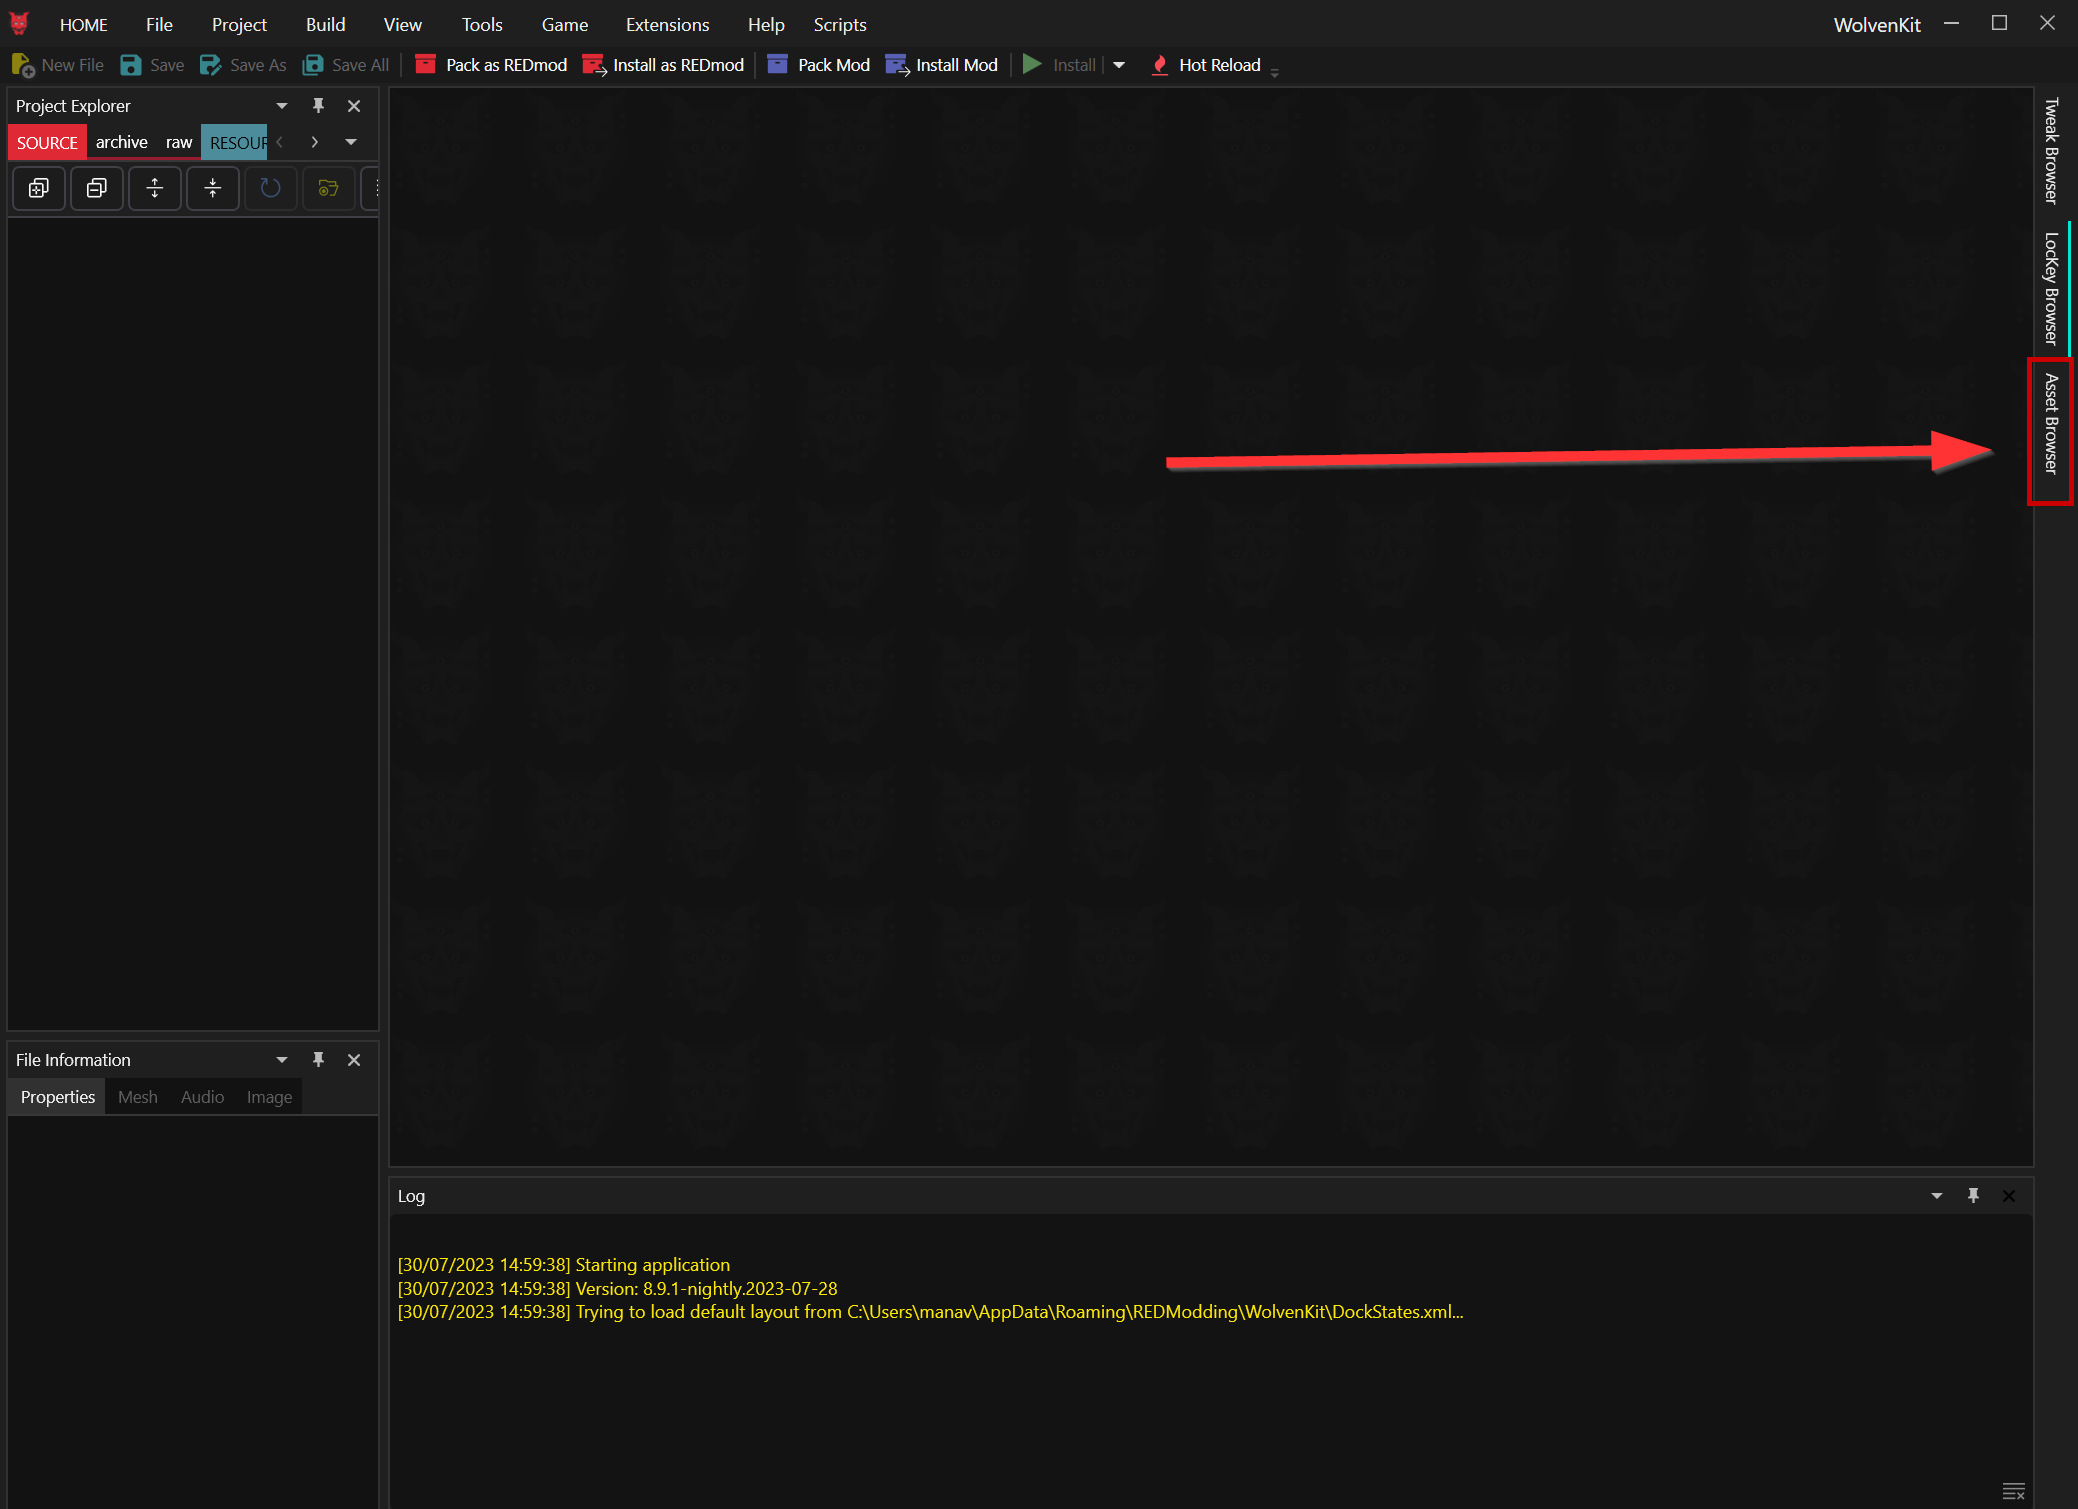 HOME File Project Build View Tools Game Extensions Help Scripts WolvenKit
New File Save Save As Save All Pack as REDmod Install as REDmod Pack Mod Install Mod Install Hot Reload
Project Explorer
SOURCE archive raw RESOUR
Tweak Browser
LocKey Browser
Asset Browser
File Information
Properties Mesh Audio Image
Log
[30/07/2023 14:59:38] Starting application
[30/07/2023 14:59:38] Version: 8.9.1-nightly.2023-07-28
[30/07/2023 14:59:38] Trying to load default layout from C:\Users\manav\AppData\Roaming\REDModding\WolvenKit\DockStates.xml...